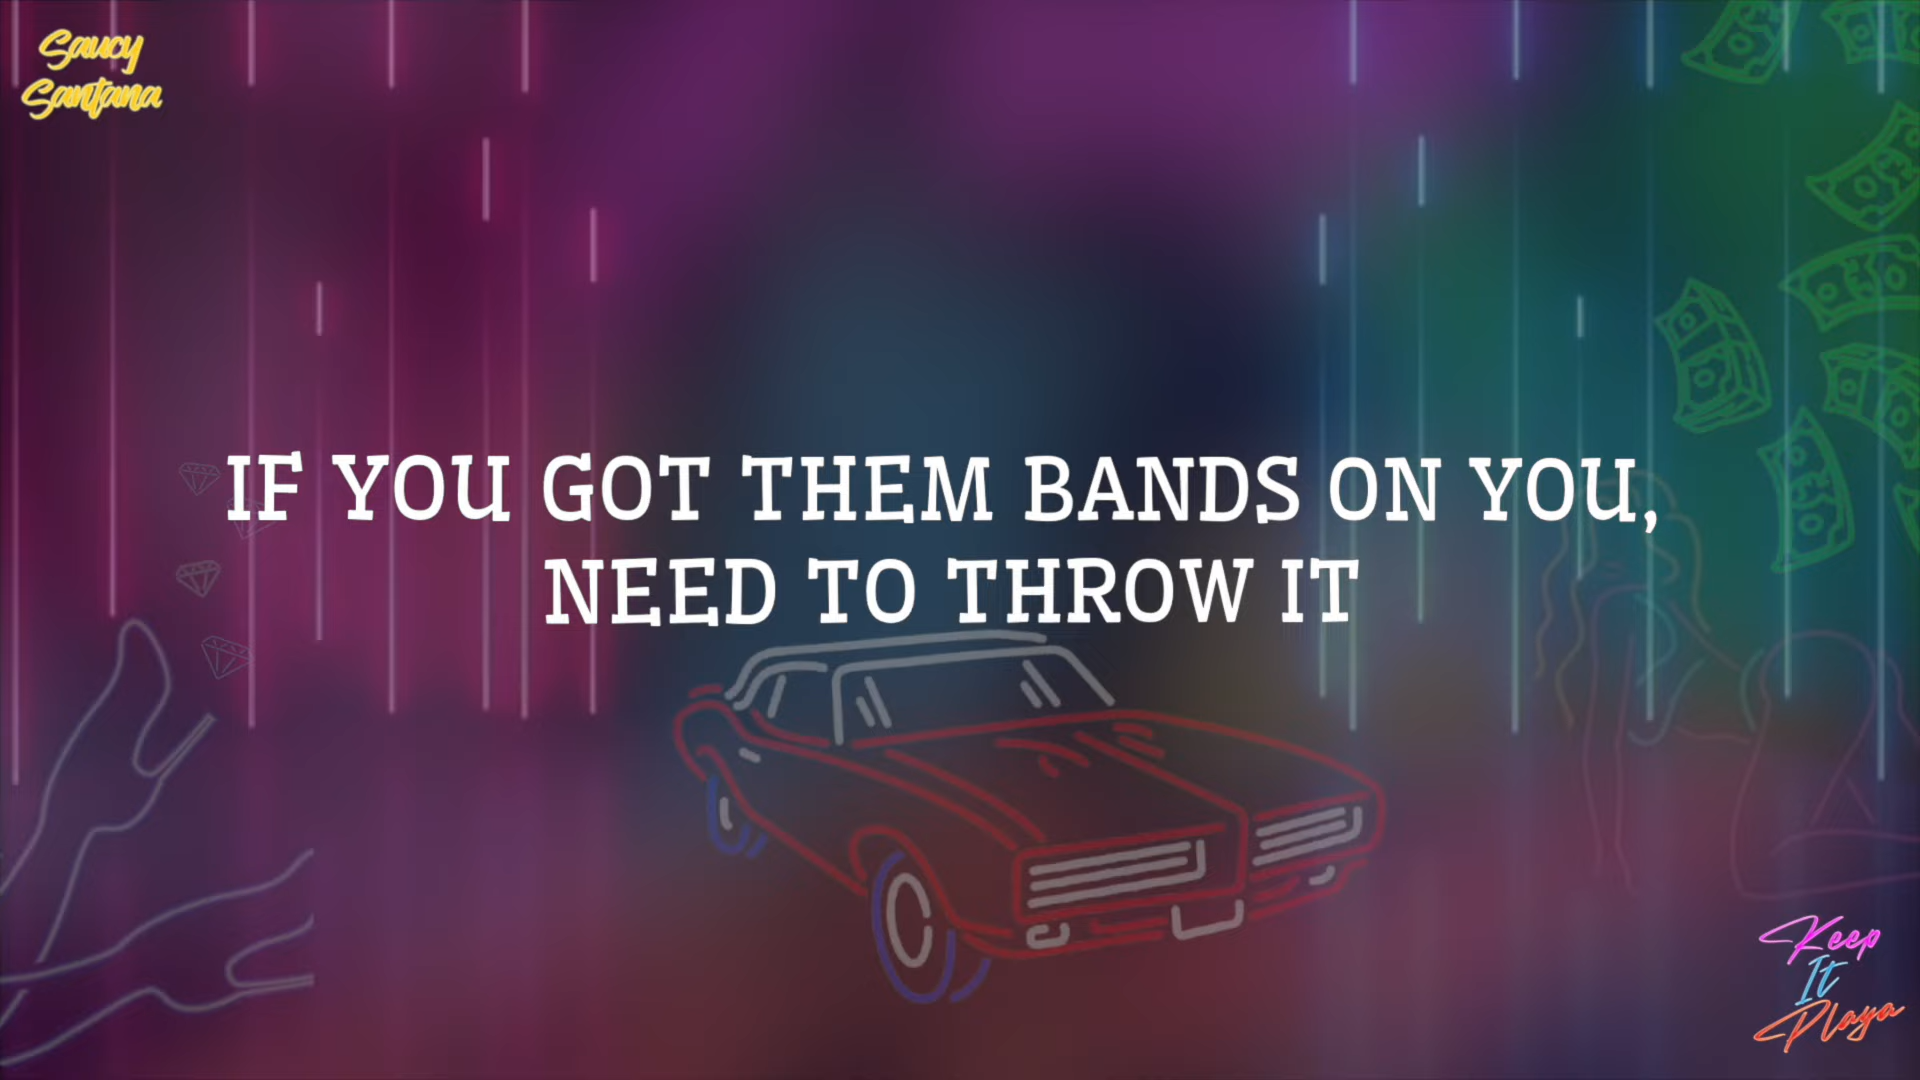 Saucy
Santana
IF YOU GOT THEM BANDS ON YOU,
NEED TO THROW IT
Keep
It
Playa